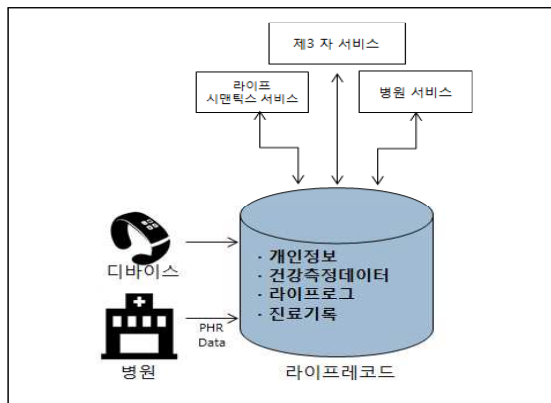 제3 자 서비스
라이프
시맨틱스 서비스
병원 서비스
· 개인정보
· 건강측정데이터
· 라이프로그
· 진료기록
디바이스
PHR
Data
병원
라이프레코드